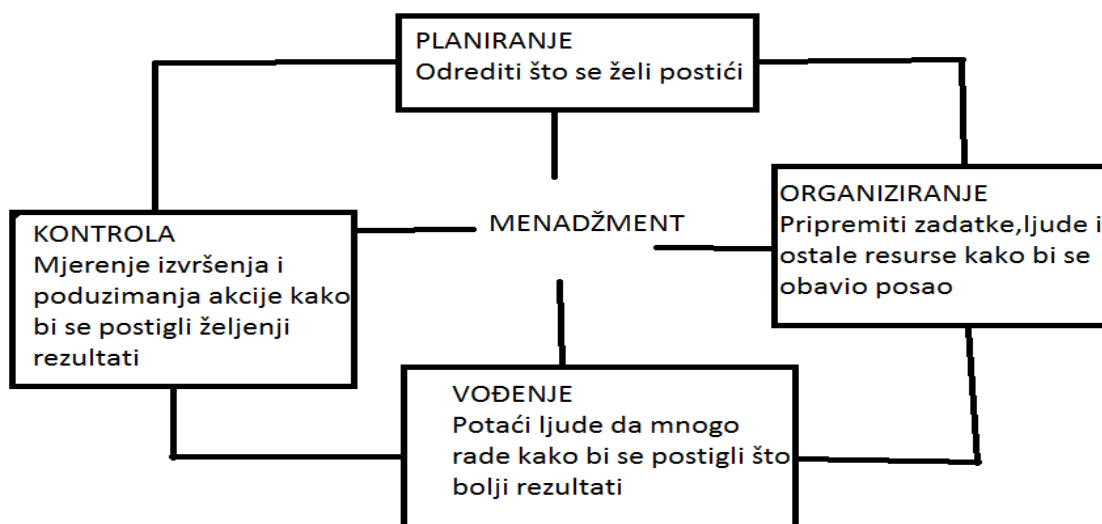 PLANIRANJE
Odrediti što se želi postići
MENADŽMENT
ORGANIZIRANJE
Pripremiti zadatke,ljude i
ostale resurse kako bi se
obavio posao
KONTROLA
Mjerenje izvršenja i
poduzimanja akcije kako
bi se postigli željenji
rezultati
VOĐENJE
Potaći ljude da mnogo
rade kako bi se postigli što
bolji rezultati